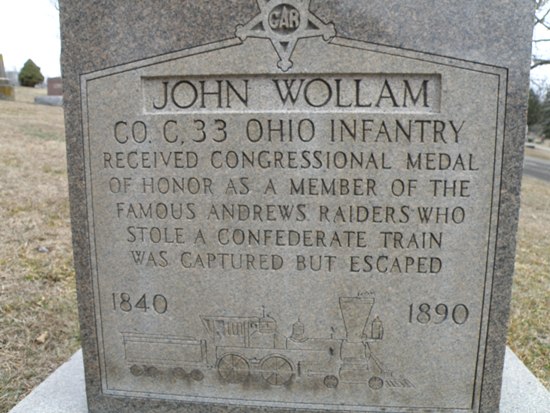 GAR
JOHN WOLLAM
CO. C, 33 OHIO INFANTRY
RECEIVED CONGRESSIONAL MEDAL
OF HONOR AS A MEMBER OF THE
FAMOUS ANDREWS RAIDERS WHO
STOLE A CONFEDERATE TRAIN
WAS CAPTURED BUT ESCAPED
1840 1890